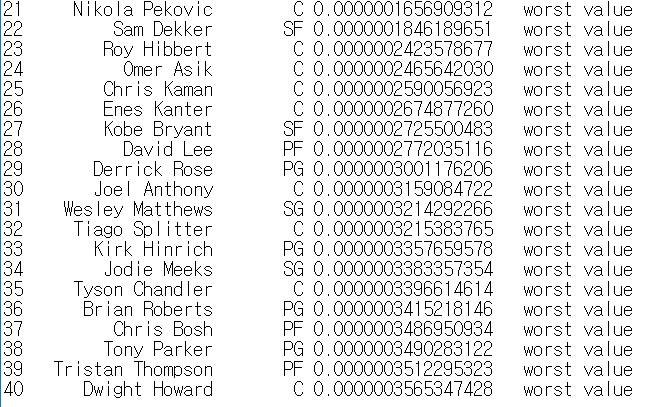 21 Nikola Pekovic C 0.0000001656909312 worst value
22 Sam Dekker SF 0.0000001846189651 worst value
23 Roy Hibbert C 0.0000002423578677 worst value
24 Omer Asik C 0.0000002465642030 worst value
25 Chris Kaman C 0.0000002590056923 worst value
26 Enes Kanter C 0.0000002674877260 worst value
27 Kobe Bryant SF 0.0000002725500483 worst value
28 David Lee PF 0.0000002772035116 worst value
29 Derrick Rose PG 0.0000003001176206 worst value
30 Joel Anthony C 0.0000003159084722 worst value
31 Wesley Matthews SG 0.0000003214292266 worst value
32 Tiago Splitter C 0.0000003215383765 worst value
33 Kirk Hinrich PG 0.0000003357659578 worst value
34 Jodie Meeks SG 0.0000003383357354 worst value
35 Tyson Chandler C 0.0000003396614614 worst value
36 Brian Roberts PG 0.0000003415218146 worst value
37 Chris Bosh PF 0.0000003486950934 worst value
38 Tony Parker PG 0.0000003490283122 worst value
39 Tristan Thompson PF 0.0000003512295323 worst value
40 Dwight Howard C 0.0000003565347428 worst value